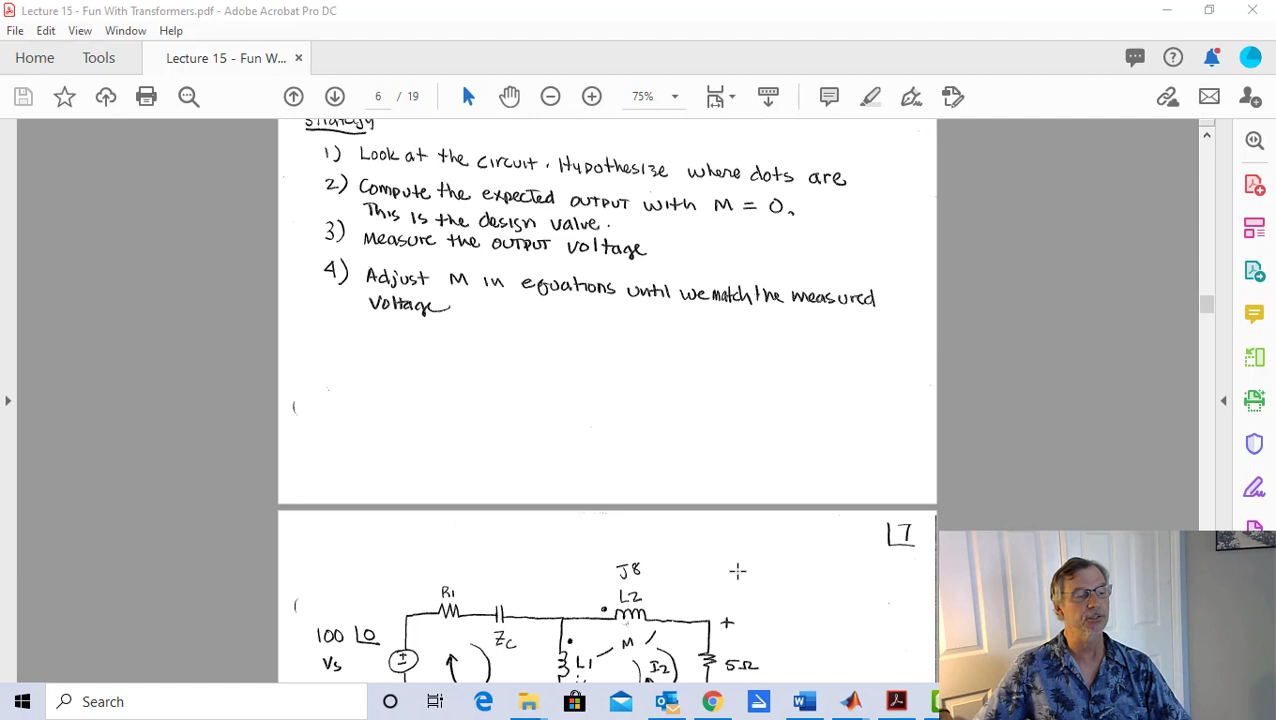 Lecture 15 - Fun With Transformers.pdf - Adobe Acrobat Pro DC
File Edit View Window Help
Home Tools Lecture 15 - Fun W... ×
6 / 19 75%
Strategy
1) Look at the circuit. Hypothesize where dots are
2) Compute the expected output with M = 0.
This is the design value.
3) Measure the output voltage
4) Adjust M in equations until we match the measured
voltage
7
J8
L2
R1
+
100 0
Zc
M
Vs
L1
I2
5Ω
Search